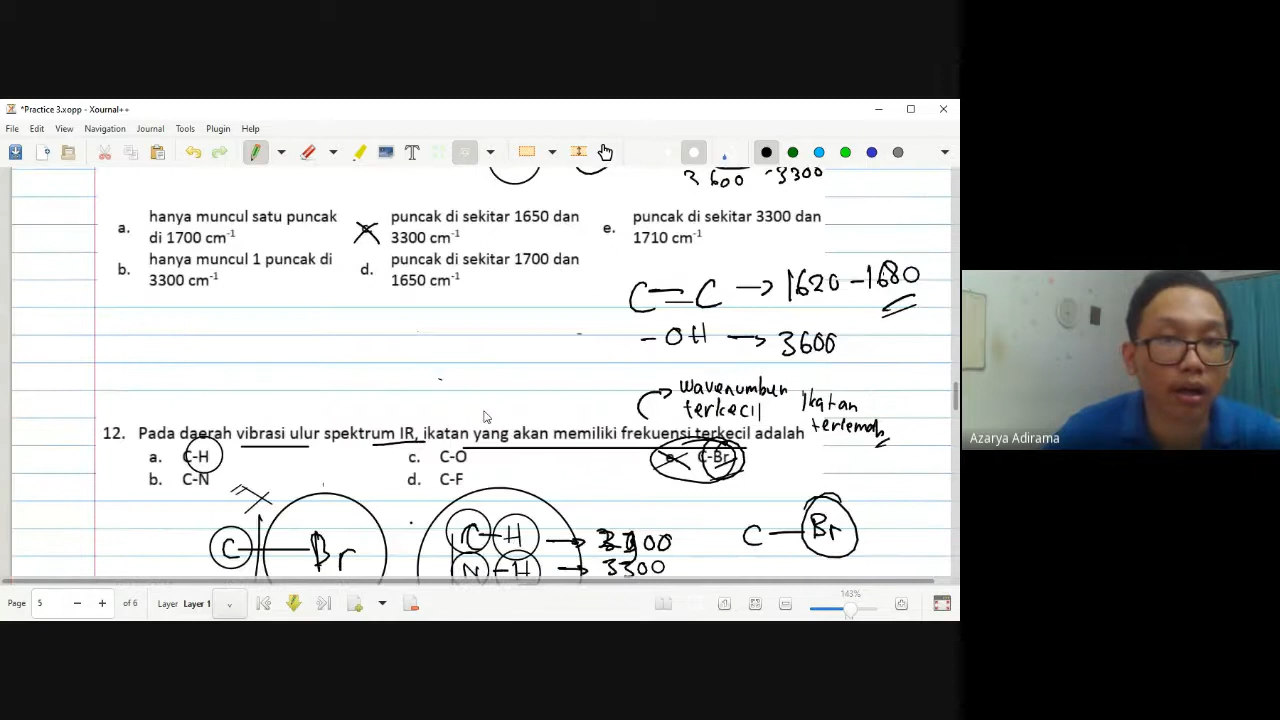 *Practice 3.xopp - Xournal++
File Edit View Navigation Journal Tools Plugin Help
3600 -3300
a. hanya muncul satu puncak di 1700 cm-1
puncak di sekitar 1650 dan 3300 cm-1
e. puncak di sekitar 3300 dan 1710 cm-1
b. hanya muncul 1 puncak di 3300 cm-1
d. puncak di sekitar 1700 dan 1650 cm-1
C=C → 1620 -1680
- OH → 3600
Wavenumber terkecil
Ikatan terlemah
12. Pada daerah vibrasi ulur spektrum IR, ikatan yang akan memiliki frekuensi terkecil adalah
a. C-H c. C-O e. C-Br
b. C-N d. C-F
C — Br
C-H →
N-H → 3300
C — Br
Azarya Adirama
Page 5 of 6 Layer Layer 1
143%